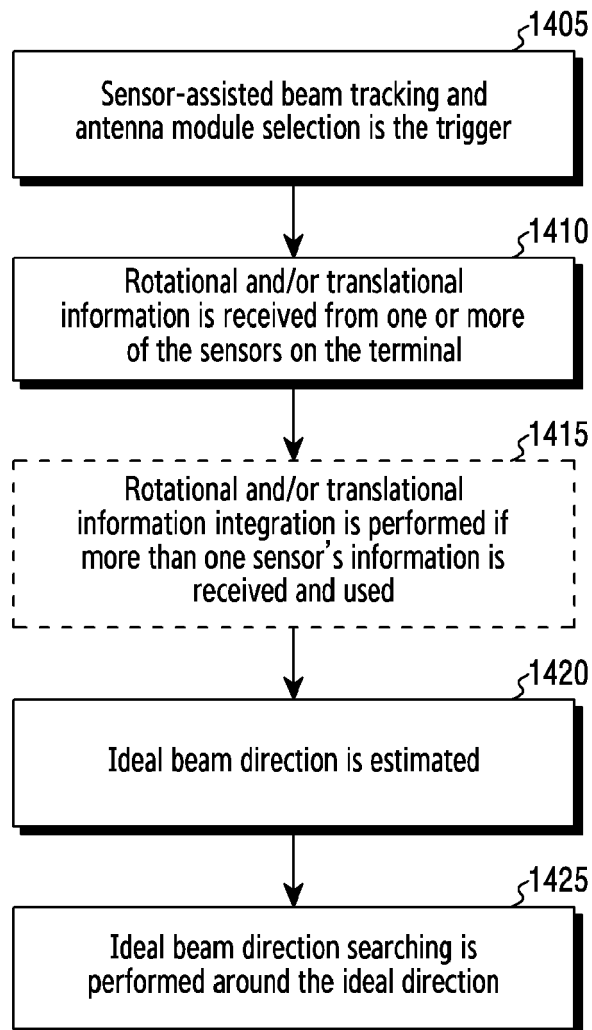 1405
Sensor-assisted beam tracking and
antenna module selection is the trigger
1410
Rotational and/or translational
information is received from one or more
of the sensors on the terminal
1415
Rotational and/or translational
information integration is performed if
more than one sensor's information is
received and used
1420
Ideal beam direction is estimated
1425
Ideal beam direction searching is
performed around the ideal direction